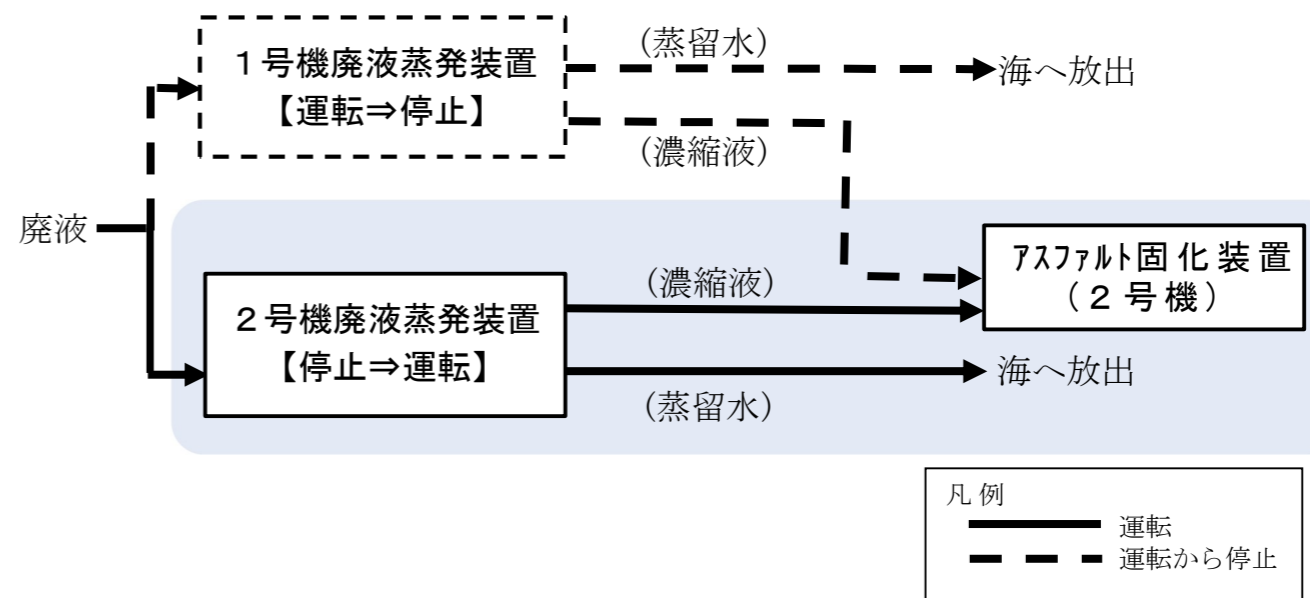 １号機廃液蒸発装置
【運転⇒停止】
（蒸留水）
海へ放出
（濃縮液）
廃液
２号機廃液蒸発装置
【停止⇒運転】
（濃縮液）
ｱｽﾌｧﾙﾄ固化装置
（２号機）
海へ放出
（蒸留水）
凡例
運転
運転から停止